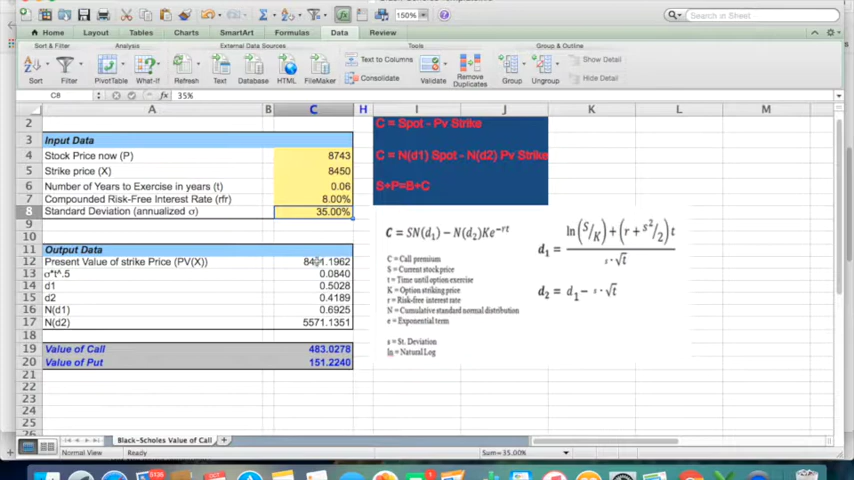 150%
Search in Sheet
Home Layout Tables Charts SmartArt Formulas Data Review
Sort & Filter Analysis External Data Sources Tools Group & Outline
Text to Columns
Consolidate
Show Detail
Hide Detail
Sort Filter PivotTable What-If Refresh Text Database HTML FileMaker Validate Remove Duplicates Group Ungroup
C8 fx 35%
A B C H I J K L M
2 C = Spot - Pv Strike
3 Input Data
4 Stock Price now (P) 8743
C = N(d1) Spot - N(d2) Pv Strike
5 Strike price (X) 8450
6 Number of Years to Exercise in years (t) 0.06
S+P=B+C
7 Compounded Risk-Free Interest Rate (rfr) 8.00%
8 Standard Deviation (annualized σ) 35.00%
9
10
C = SN(d₁) − N(d₂)Ke^-rt
d₁ = ln(S/K) + (r + s²/2) t / s · √t
11 Output Data
12 Present Value of strike Price (PV(X)) 8411.1962
13 σ*t^.5 0.0840
14 d1 0.5028
15 d2 0.4189
16 N(d1) 0.6925
17 N(d2) 5571.1351
18
19 Value of Call 483.0278
20 Value of Put 151.2240
21
22
23
24
25
26
C = Call premium
S = Current stock price
t = Time until option exercise
K = Option striking price
r = Risk-free interest rate
N = Cumulative standard normal distribution
e = Exponential term
s = St. Deviation
ln = Natural Log
d₂ = d₁ − s · √t
Black-Scholes Value of Call
Normal View Ready Sum=35.00%